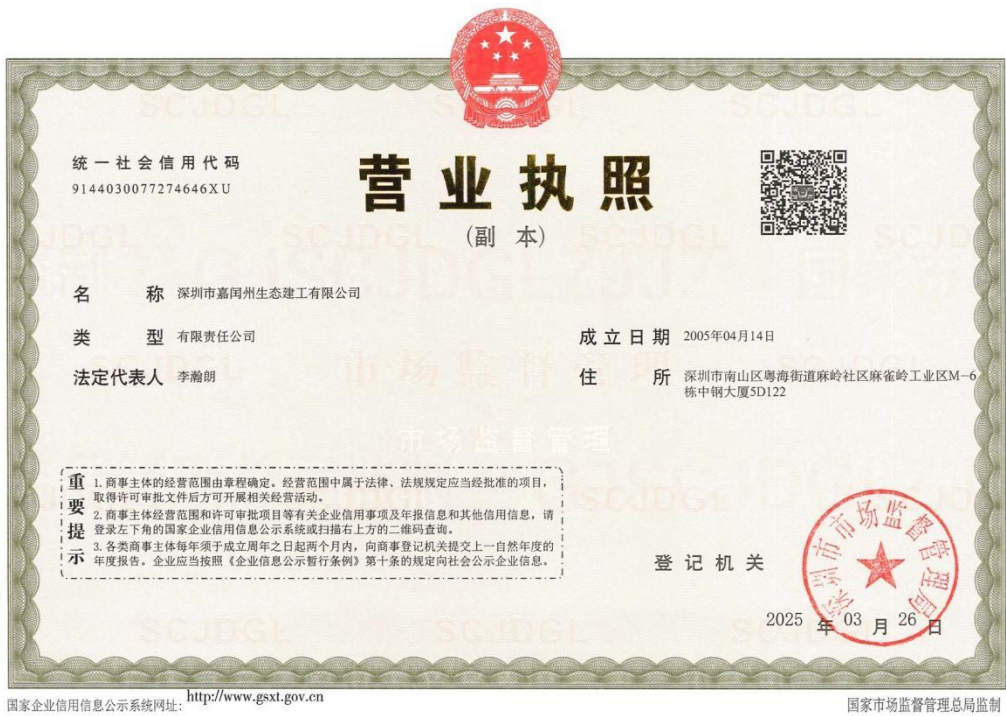 统一社会信用代码
9144030077274646XU
营业执照
(副 本)
名 称 深圳市嘉闰州生态建工有限公司
类 型 有限责任公司
成立日期 2005年04月14日
法定代表人 李瀚朗
住 所 深圳市南山区粤海街道麻岭社区麻雀岭工业区M-6
栋中钢大厦5D122
重要提示
1. 商事主体的经营范围由章程确定。经营范围中属于法律、法规规定应当经批准的项目，
取得许可审批文件后方可开展相关经营活动。
2. 商事主体经营范围和许可审批项目等有关企业信用事项及年报信息和其他信用信息，请
登录左下角的国家企业信用信息公示系统或扫描右上方的二维码查询。
3. 各类商事主体每年须于成立周年之日起两个月内，向商事登记机关提交上一自然年度的
年度报告。企业应当按照《企业信息公示暂行条例》第十条的规定向社会公示企业信息。
登记机关
深圳市市场监督管理局
2025 年 03 月 26 日
国家企业信用信息公示系统网址: http://www.gsxt.gov.cn
国家市场监督管理总局监制
SCJDGL
市场监督管理